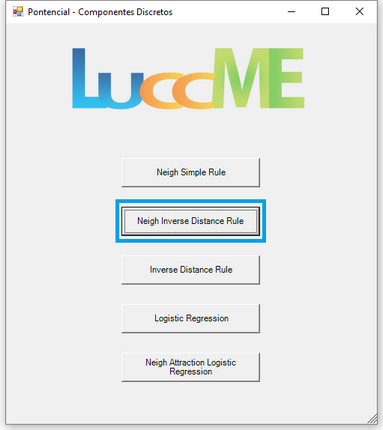 Pontencial - Componentes Discretos
LuccME
Neigh Simple Rule
Neigh Inverse Distance Rule
Inverse Distance Rule
Logistic Regression
Neigh Attraction Logistic
Regression